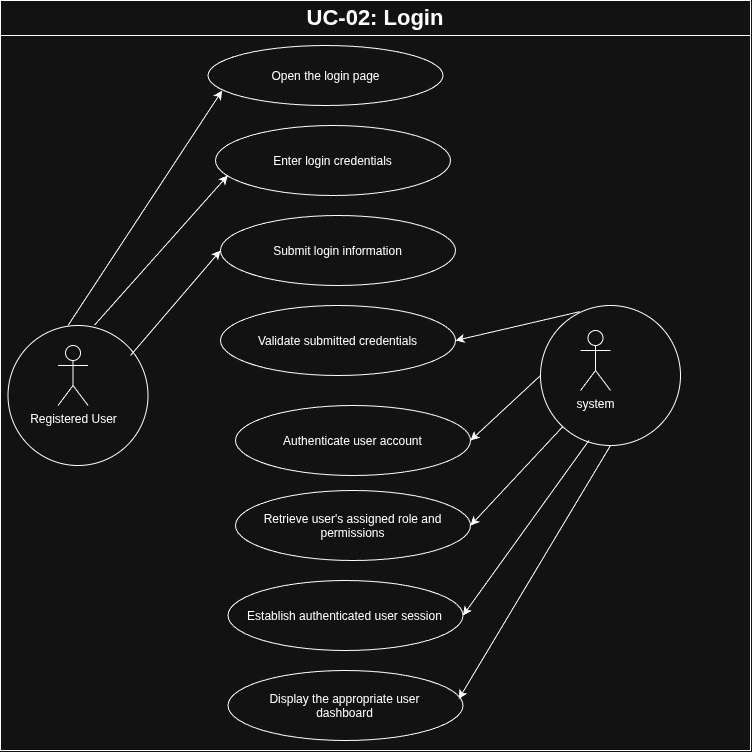 UC-02: Login
Open the login page
Enter login credentials
Submit login information
Validate submitted credentials
Registered User
system
Authenticate user account
Retrieve user's assigned role and
permissions
Establish authenticated user session
Display the appropriate user
dashboard